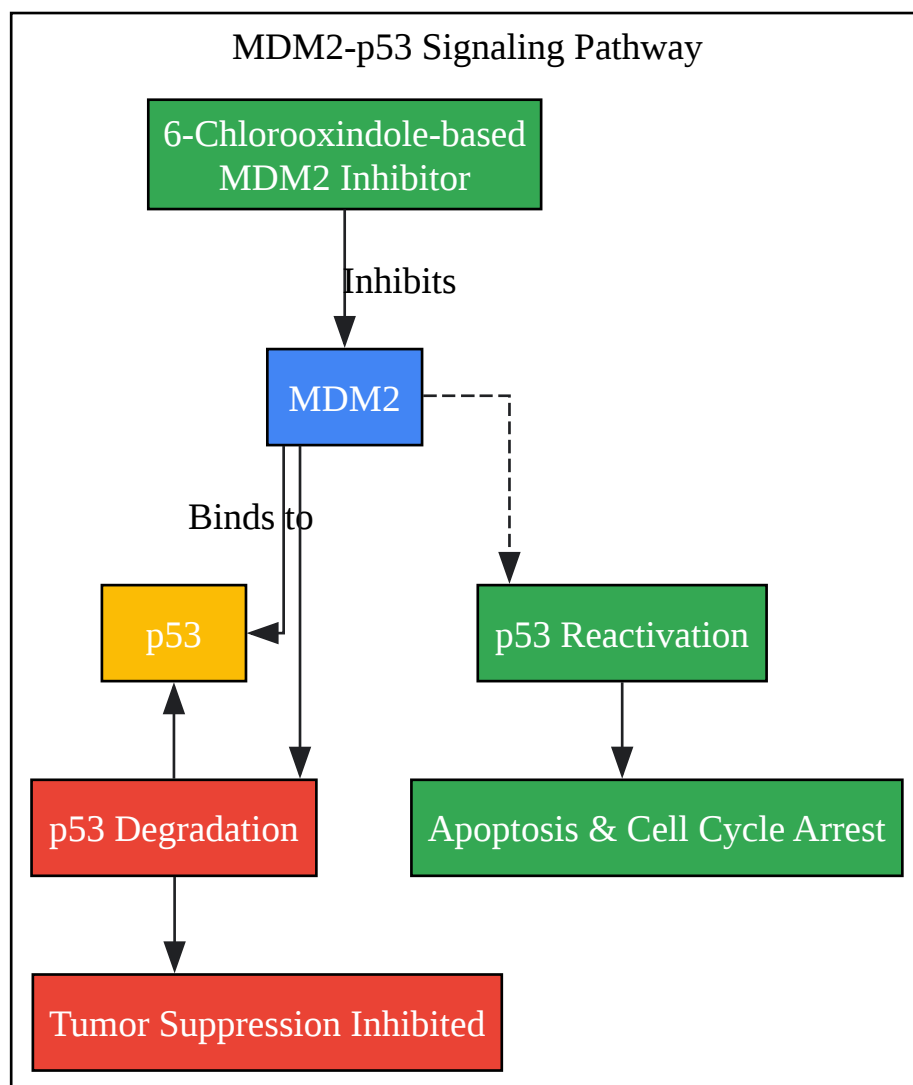 MDM2-p53 Signaling Pathway
6-Chlorooxindole-based
MDM2 Inhibitor
Inhibits
MDM2
Binds to
p53
p53 Reactivation
p53 Degradation
Apoptosis & Cell Cycle Arrest
Tumor Suppression Inhibited